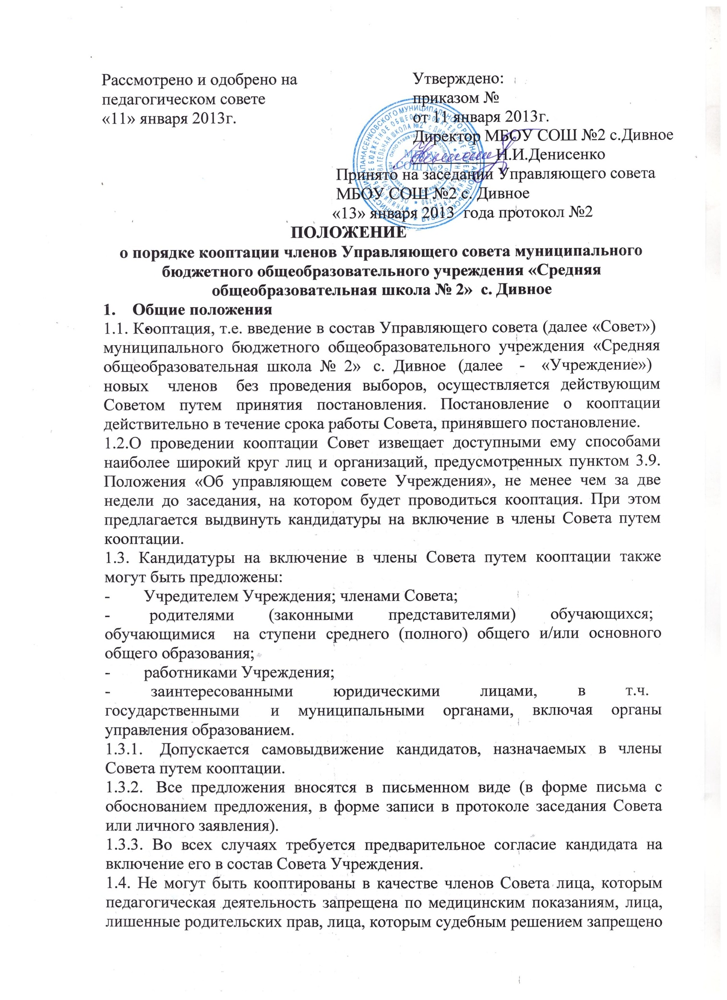 Рассмотрено и одобрено на
педагогическом совете
«11» января 2013г.
Утверждено:
приказом №
от 11 января 2013г.
Директор МБОУ СОШ №2 с.Дивное
Н.И.Денисенко
Принято на заседании Управляющего совета
МБОУ СОШ №2 с. Дивное
«13» января 2013 года протокол №2
МБОУ
СОШ №2
ПОЛОЖЕНИЕ
о порядке кооптации членов Управляющего совета муниципального
бюджетного общеобразовательного учреждения «Средняя
общеобразовательная школа № 2» с. Дивное
1. Общие положения
1.1. Кооптация, т.е. введение в состав Управляющего совета (далее «Совет»)
муниципального бюджетного общеобразовательного учреждения «Средняя
общеобразовательная школа № 2» с. Дивное (далее - «Учреждение»)
новых членов без проведения выборов, осуществляется действующим
Советом путем принятия постановления. Постановление о кооптации
действительно в течение срока работы Совета, принявшего постановление.
1.2.О проведении кооптации Совет извещает доступными ему способами
наиболее широкий круг лиц и организаций, предусмотренных пунктом 3.9.
Положения «Об управляющем совете Учреждения», не менее чем за две
недели до заседания, на котором будет проводиться кооптация. При этом
предлагается выдвинуть кандидатуры на включение в члены Совета путем
кооптации.
1.3. Кандидатуры на включение в члены Совета путем кооптации также
могут быть предложены:
- Учредителем Учреждения; членами Совета;
- родителями (законными представителями) обучающихся;
обучающимися на ступени среднего (полного) общего и/или основного
общего образования;
- работниками Учреждения;
- заинтересованными юридическими лицами, в т.ч.
государственными и муниципальными органами, включая органы
управления образованием.
1.3.1. Допускается самовыдвижение кандидатов, назначаемых в члены
Совета путем кооптации.
1.3.2. Все предложения вносятся в письменном виде (в форме письма с
обоснованием предложения, в форме записи в протоколе заседания Совета
или личного заявления).
1.3.3. Во всех случаях требуется предварительное согласие кандидата на
включение его в состав Совета Учреждения.
1.4. Не могут быть кооптированы в качестве членов Совета лица, которым
педагогическая деятельность запрещена по медицинским показаниям, лица,
лишенные родительских прав, лица, которым судебным решением запрещено